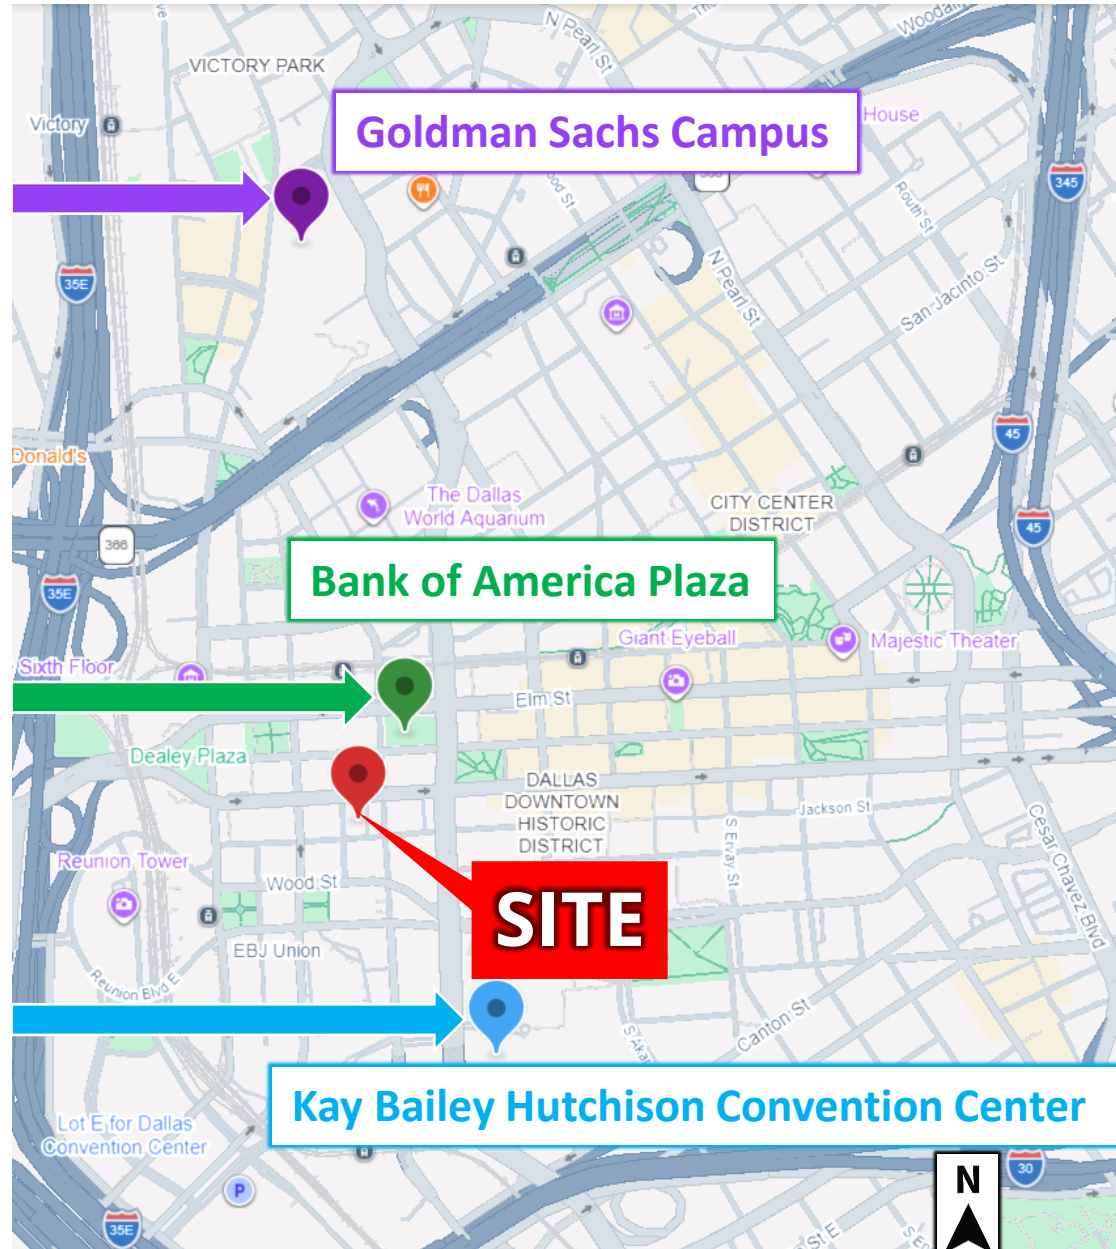 N Pearl St
Woodall
VICTORY PARK
Victory
House
Goldman Sachs Campus
345
Routh St
35E
N Pearl St
San Jacinto St
45
Donald's
The Dallas
World Aquarium
CITY CENTER
DISTRICT
45
366
Bank of America Plaza
35E
Giant Eyeball
Majestic Theater
Sixth Floor
Elm St
Dealey Plaza
DALLAS
DOWNTOWN
HISTORIC
DISTRICT
Jackson St
S Ervay St
Cesar Chavez Blvd
Reunion Tower
Wood St
SITE
EBJ Union
Reunion Blvd E
Canton St
Kay Bailey Hutchison Convention Center
Lot E for Dallas
Convention Center
P
30
N
35E
St E